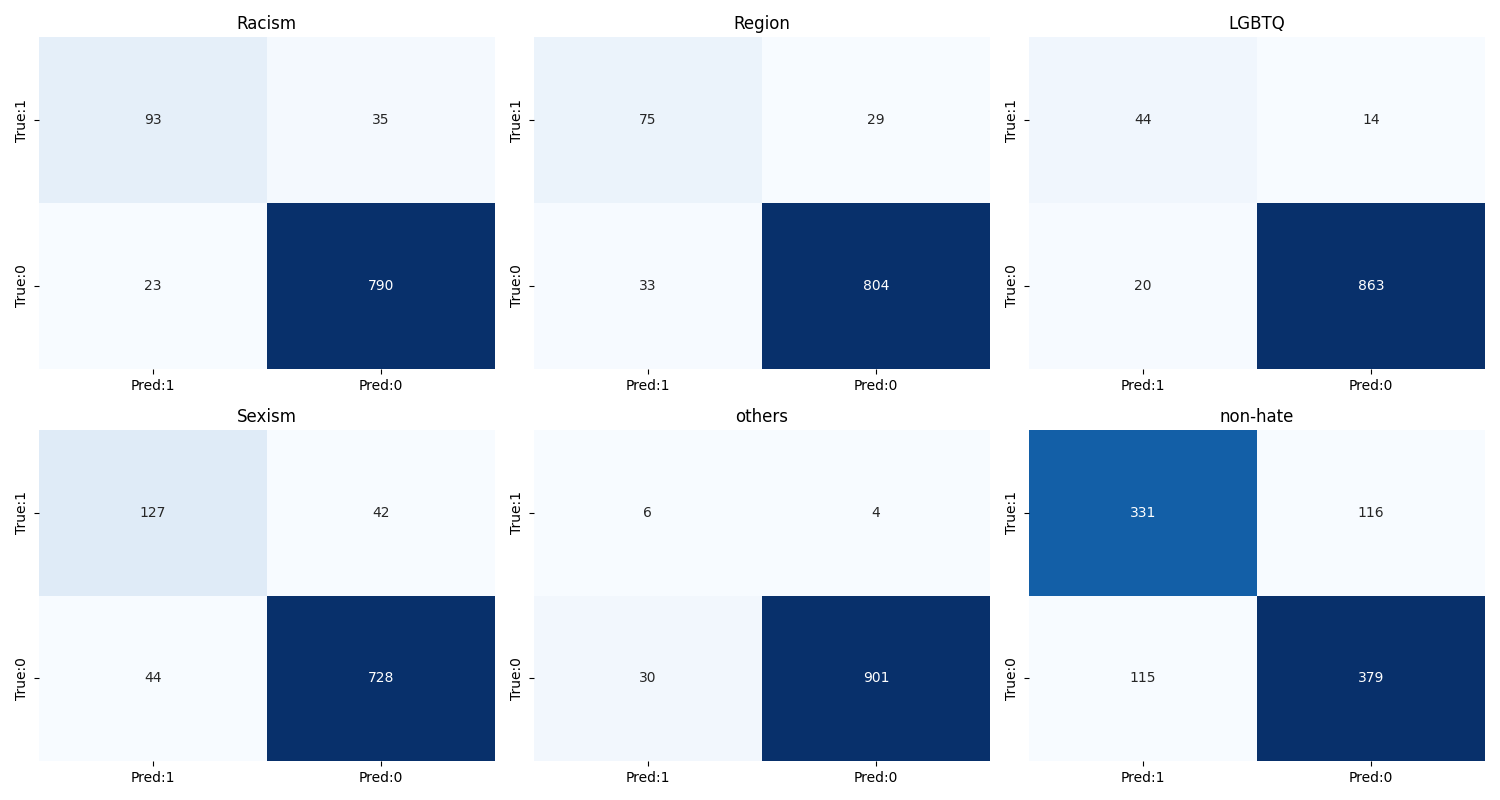 Racism
Region
LGBTQ
True:1
93
35
True:1
75
29
True:1
44
14
True:0
23
790
True:0
33
804
True:0
20
863
Pred:1
Pred:0
Pred:1
Pred:0
Pred:1
Pred:0
Sexism
others
non-hate
True:1
127
42
True:1
6
4
True:1
331
116
True:0
44
728
True:0
30
901
True:0
115
379
Pred:1
Pred:0
Pred:1
Pred:0
Pred:1
Pred:0